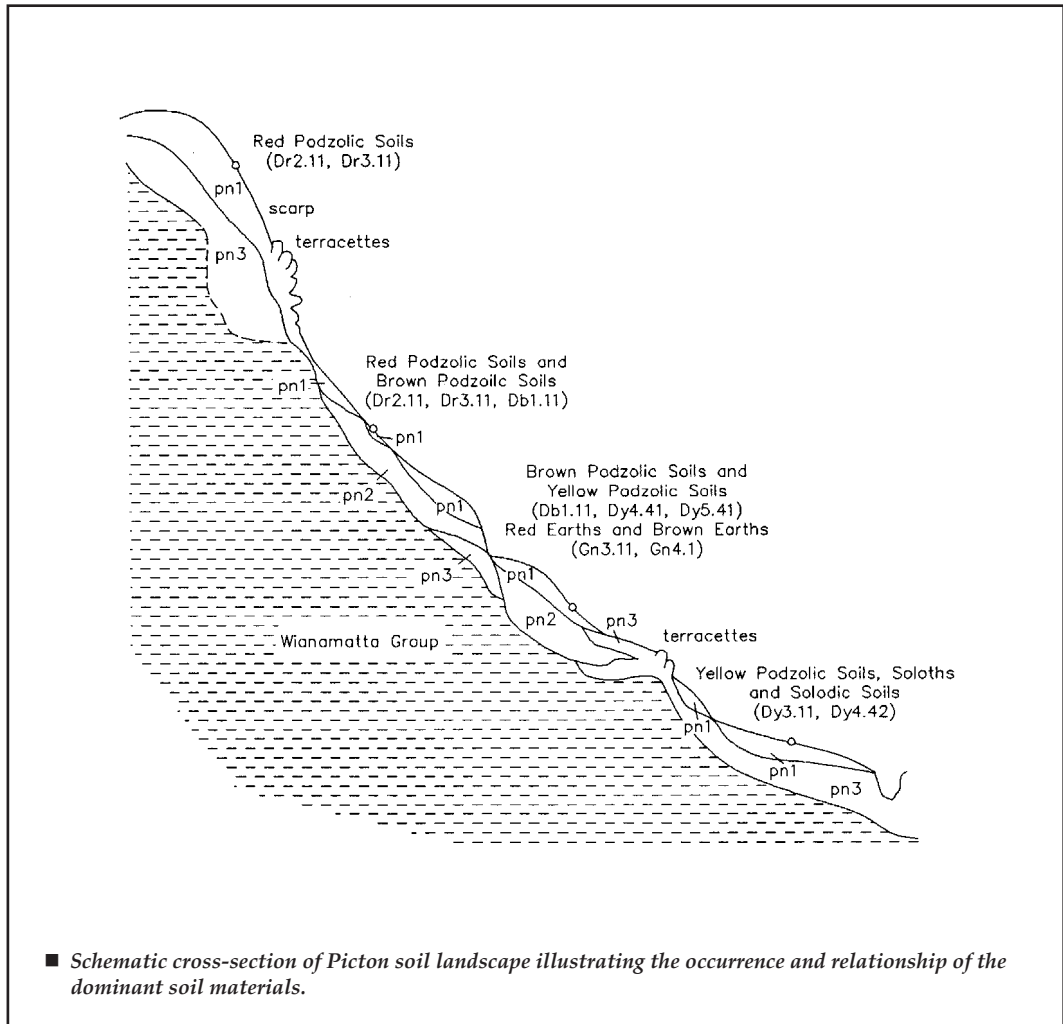 Red Podzolic Soils
(Dr2.11, Dr3.11)
pn1
scarp
terracettes
pn3
Red Podzolic Soils and
Brown Podzoilc Soils
(Dr2.11, Dr3.11, Db1.11)
pn1
pn1
pn2
pn1
Brown Podzolic Soils and
Yellow Podzolic Soils
(Db1.11, Dy4.41, Dy5.41)
Red Earths and Brown Earths
(Gn3.11, Gn4.1)
pn3
pn1
pn2
pn3
terracettes
Wianamatta Group
Yellow Podzolic Soils, Soloths
and Solodic Soils
(Dy3.11, Dy4.42)
pn1
pn1
pn3
■ Schematic cross-section of Picton soil landscape illustrating the occurrence and relationship of the
dominant soil materials.